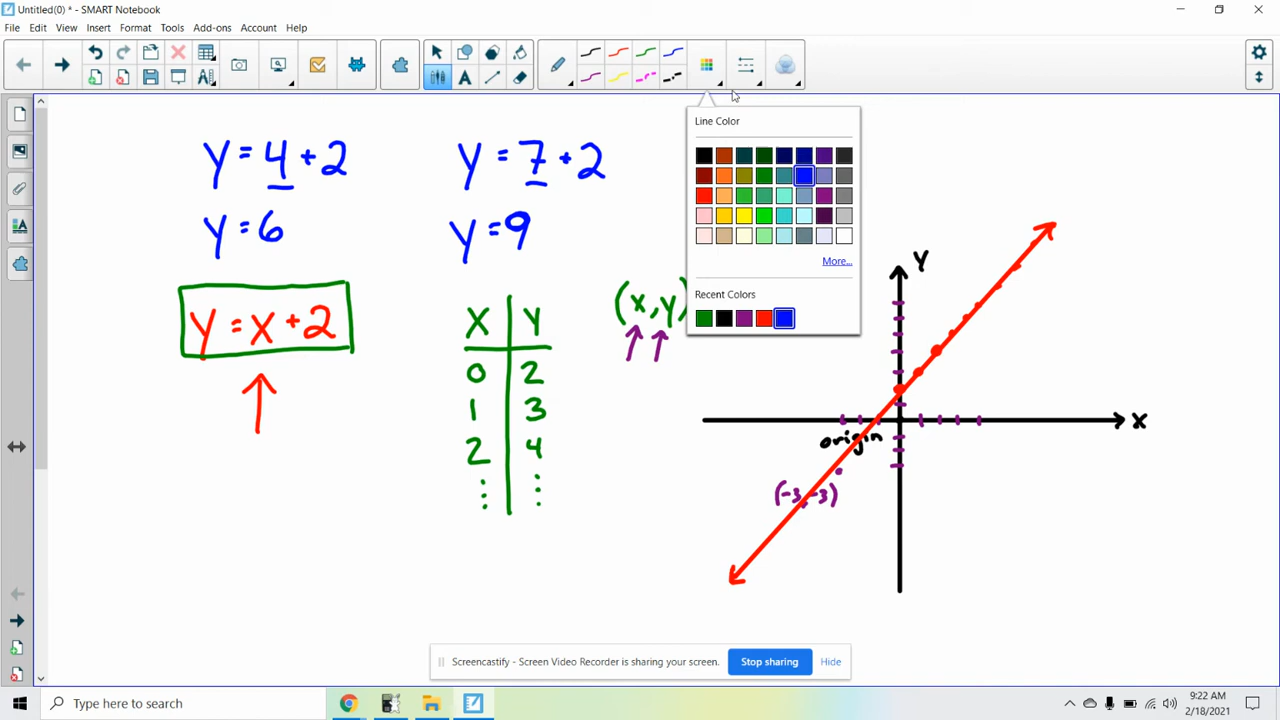 Untitled(0) * - SMART Notebook
File Edit View Insert Format Tools Add-ons Account Help
Line Color
More...
Recent Colors
y = 4 + 2
y = 6
y = x + 2
y = 7 + 2
y = 9
x y
0 2
1 3
2 4
⋮ ⋮
(x, y)
Y
X
origin
(-3, -3)
Screencastify - Screen Video Recorder is sharing your screen. Stop sharing Hide
Type here to search
9:22 AM
2/18/2021